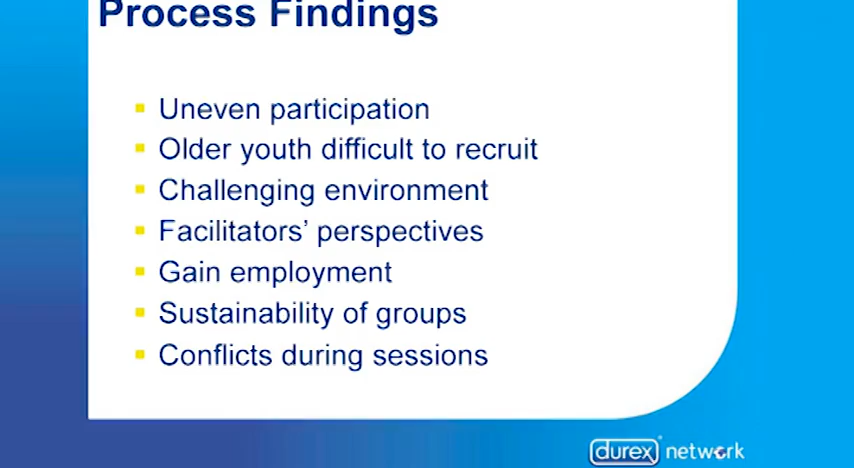 Process Findings
Uneven participation
Older youth difficult to recruit
Challenging environment
Facilitators’ perspectives
Gain employment
Sustainability of groups
Conflicts during sessions
durex® network